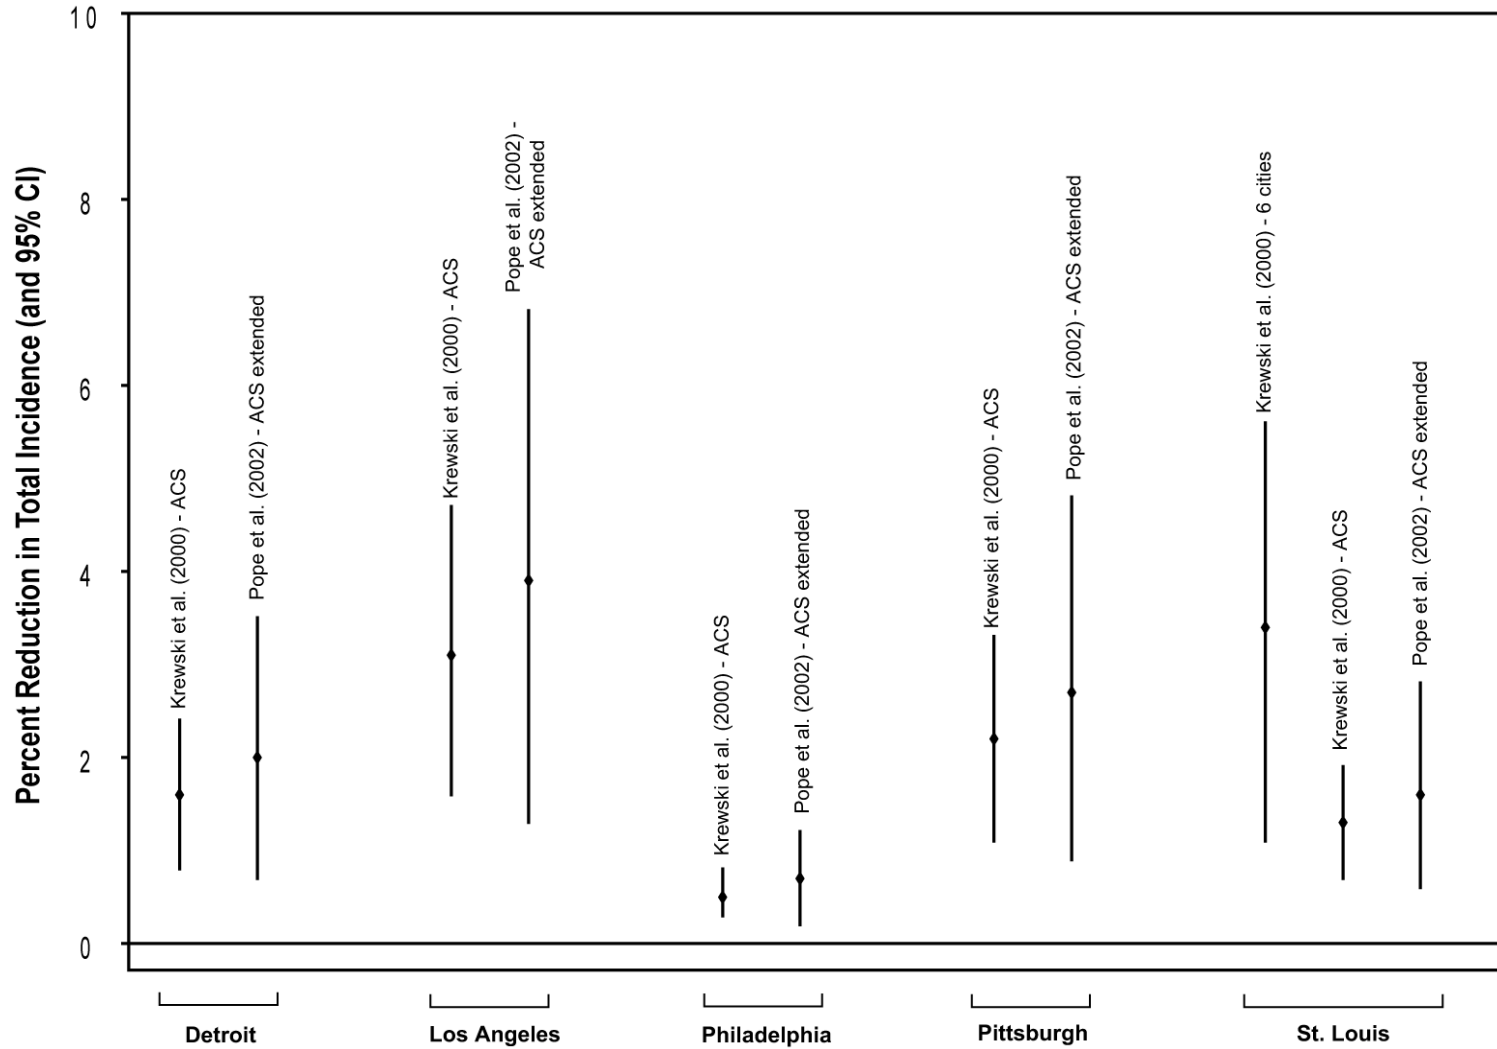 Percent Reduction in Total Incidence (and 95% CI)
10
8
6
4
2
0
Krewski et al. (2000) - ACS
Pope et al. (2002) - ACS extended
Krewski et al. (2000) - ACS
Pope et al. (2002) -
ACS extended
Krewski et al. (2000) - ACS
Pope et al. (2002) - ACS extended
Krewski et al. (2000) - ACS
Pope et al. (2002) - ACS extended
Krewski et al. (2000) - 6 cities
Krewski et al. (2000) - ACS
Pope et al. (2002) - ACS extended
Detroit
Los Angeles
Philadelphia
Pittsburgh
St. Louis